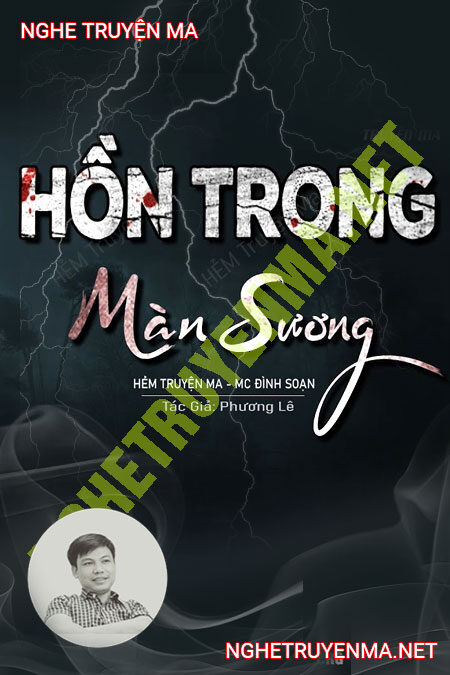 NGHE TRUYỆN MA
HỒN TRONG
Màn Sương
HẺM TRUYỆN MA - MC ĐÌNH SOẠN
Tác Giả: Phương Lê
NGHETRUYENMA.NET
NGHETRUYENMA.NET